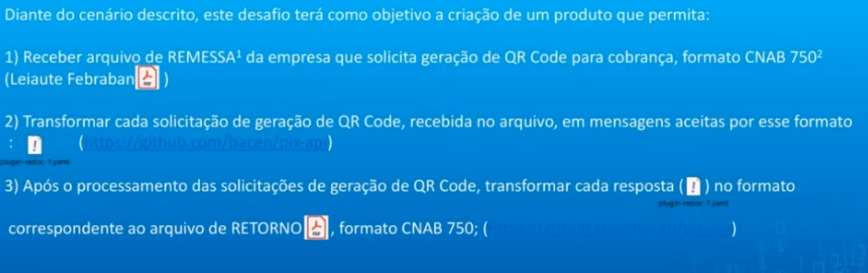 Diante do cenário descrito, este desafio terá como objetivo a criação de um produto que permita:
1) Receber arquivo de REMESSA¹ da empresa que solicita geração de QR Code para cobrança, formato CNAB 750²
(Leiaute Febraban )
2) Transformar cada solicitação de geração de QR Code, recebida no arquivo, em mensagens aceitas por esse formato
: ! (https://github.com/bacen/pix-api)
plugin-redoc-1.yaml
3) Após o processamento das solicitações de geração de QR Code, transformar cada resposta ( ! ) no formato
plugin-redoc-1.yaml
correspondente ao arquivo de RETORNO , formato CNAB 750; ( )